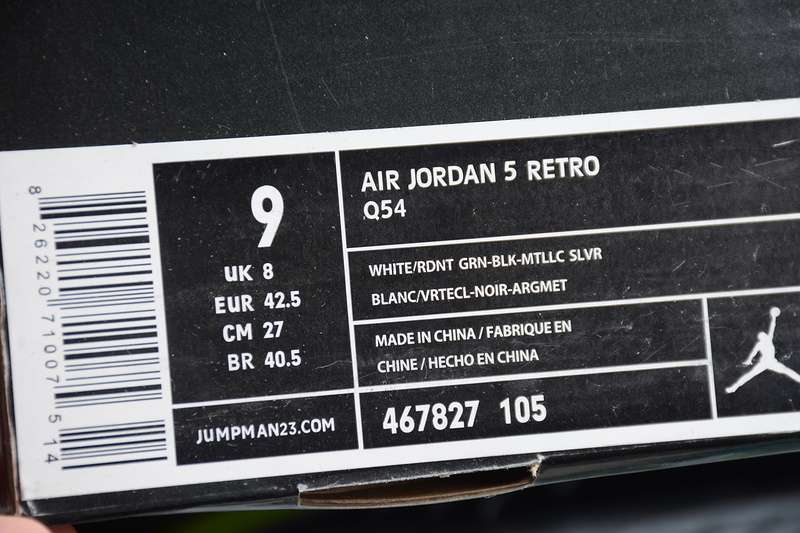 AIR JORDAN 5 RETRO
Q54
9
UK 8
EUR 42.5
CM 27
BR 40.5
WHITE/RDNT GRN-BLK-MTLLC SLVR
BLANC/VRTECL-NOIR-ARGMET
MADE IN CHINA / FABRIQUE EN
CHINE / HECHO EN CHINA
JUMPMAN23.COM
467827 105
8 26220 71007 5 14